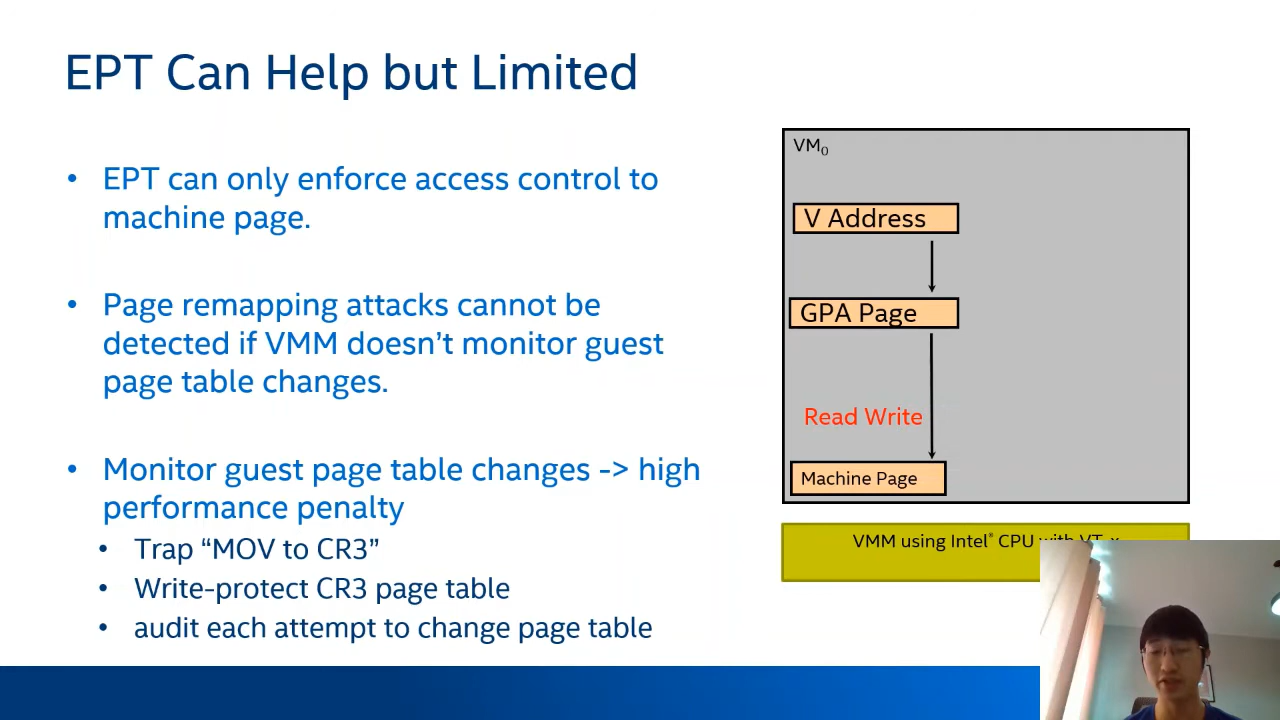 EPT Can Help but Limited
• EPT can only enforce access control to
machine page.
• Page remapping attacks cannot be
detected if VMM doesn't monitor guest
page table changes.
• Monitor guest page table changes -> high
performance penalty
• Trap “MOV to CR3”
• Write-protect CR3 page table
• audit each attempt to change page table
VM₀
V Address
GPA Page
Read Write
Machine Page
VMM using Intel® CPU with VT-x